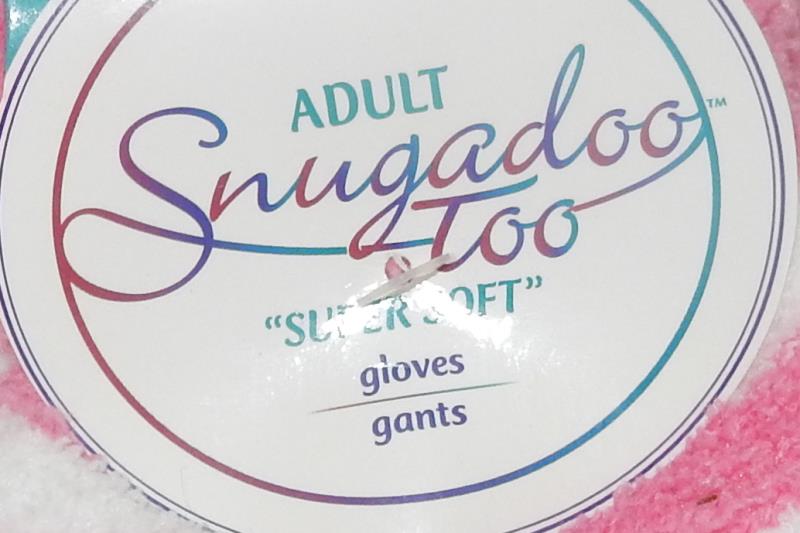 ADULT
Snugadoo™
Too
“SUPER SOFT”
gloves
gants